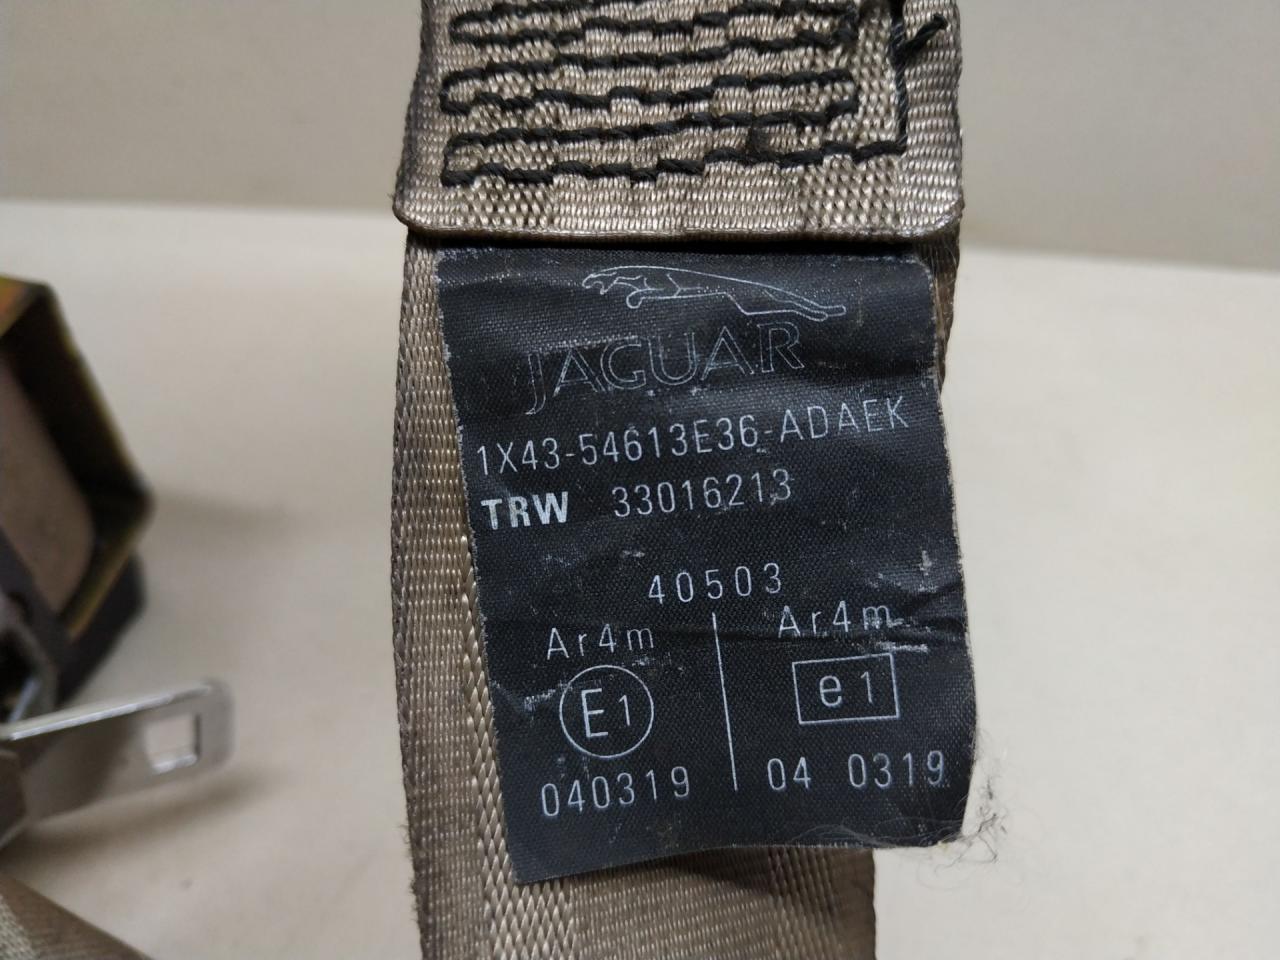 JAGUAR
1X43-54613E36-ADAEK
TRW 33016213
40503
Ar4m Ar4m
E1 e1
040319 04 0319